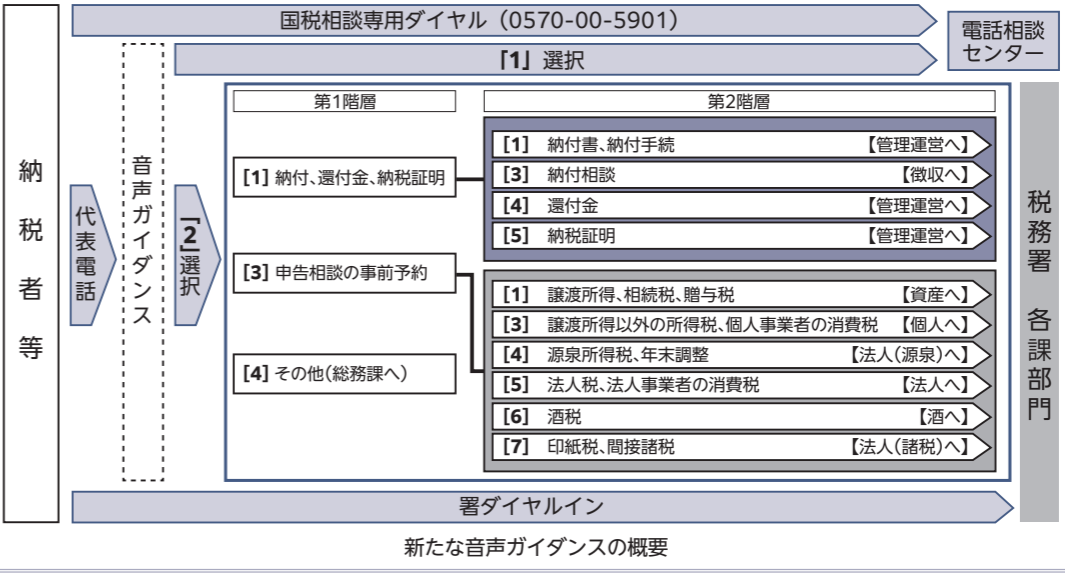 国税相談専用ダイヤル（0570-00-5901）
電話相談
センター
「1」選択
納税者等
代表電話
音声ガイダンス
「2」選択
第1階層
第2階層
[1] 納付、還付金、納税証明
[1] 納付書、納付手続 【管理運営へ】
[3] 納付相談 【徴収へ】
[4] 還付金 【管理運営へ】
[5] 納税証明 【管理運営へ】
[3] 申告相談の事前予約
[1] 譲渡所得、相続税、贈与税 【資産へ】
[3] 譲渡所得以外の所得税、個人事業者の消費税 【個人へ】
[4] 源泉所得税、年末調整 【法人（源泉）へ】
[5] 法人税、法人事業者の消費税 【法人へ】
[6] 酒税 【酒へ】
[7] 印紙税、間接諸税 【法人（諸税）へ】
[4] その他（総務課へ）
税務署 各課部門
署ダイヤルイン
新たな音声ガイダンスの概要